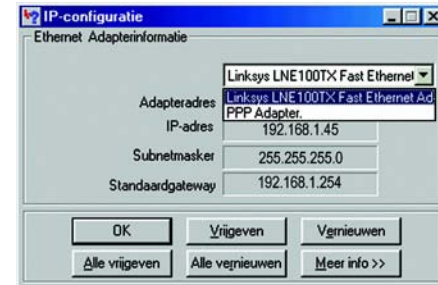 IP-configuratie
Ethernet Adapterinformatie
Linksys LNE100TX Fast Ethernet
Linksys LNE100TX Fast Ethernet Ad
PPP Adapter.
Adapteradres
IP-adres 192.168.1.45
Subnetmasker 255.255.255.0
Standaardgateway 192.168.1.254
OK Vrijgeven Vernieuwen
Alle vrijgeven Alle vernieuwen Meer info >>